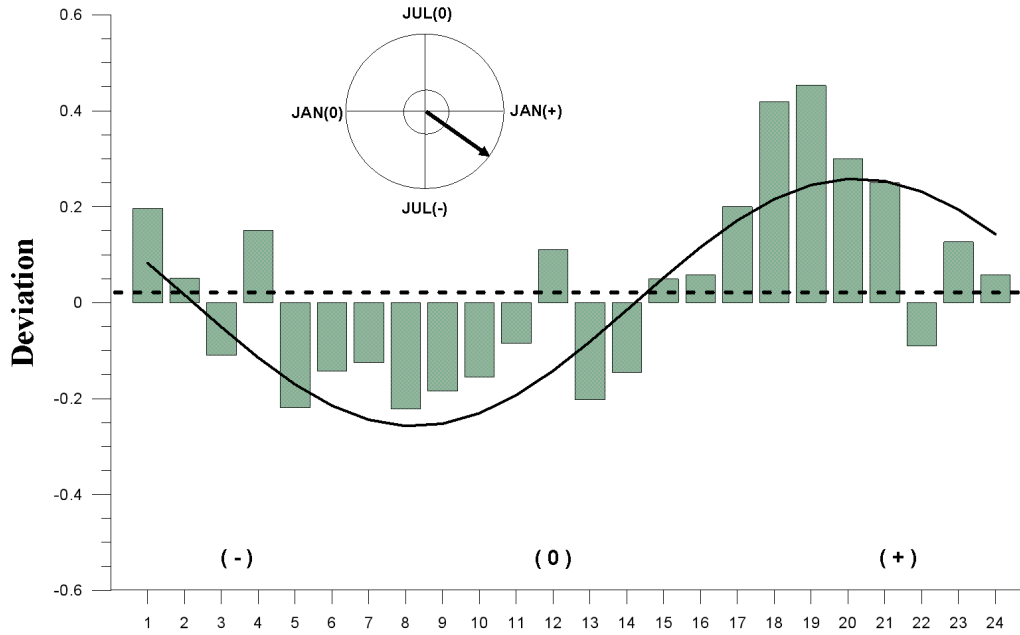 0.6
0.4
0.2
0
-0.2
-0.4
-0.6
Deviation
JUL(0)
JAN(0)
JAN(+)
JUL(-)
( - )
( 0 )
( + )
1 2 3 4 5 6 7 8 9 10 11 12 13 14 15 16 17 18 19 20 21 22 23 24